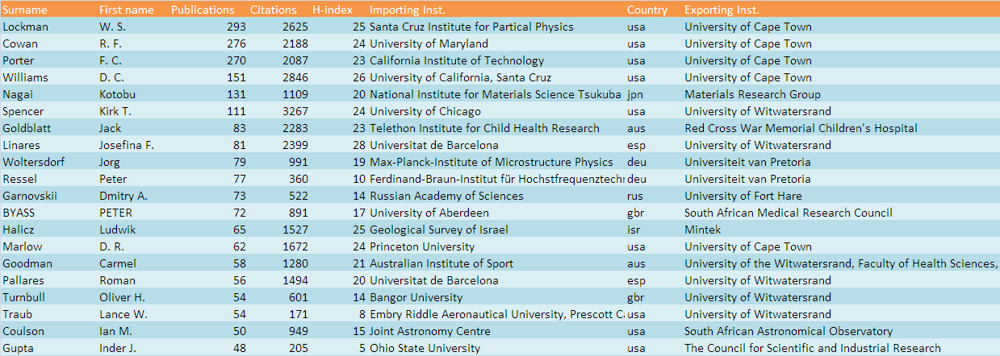 Surname First name Publications Citations H-index Importing Inst. Country Exporting Inst.
Lockman W. S. 293 2625 25 Santa Cruz Institute for Partical Physics usa University of Cape Town
Cowan R. F. 276 2188 24 University of Maryland usa University of Cape Town
Porter F. C. 270 2087 23 California Institute of Technology usa University of Cape Town
Williams D. C. 151 2846 26 University of California, Santa Cruz usa University of Cape Town
Nagai Kotobu 131 1109 20 National Institute for Materials Science Tsukuba jpn Materials Research Group
Spencer Kirk T. 111 3267 24 University of Chicago usa University of Witwatersrand
Goldblatt Jack 83 2283 23 Telethon Institute for Child Health Research aus Red Cross War Memorial Children's Hospital
Linares Josefina F. 81 2399 28 Universitat de Barcelona esp University of Witwatersrand
Woltersdorf Jorg 79 991 19 Max-Planck-Institute of Microstructure Physics deu Universiteit van Pretoria
Ressel Peter 77 360 10 Ferdinand-Braun-Institut für Hochstfrequenztech deu Universiteit van Pretoria
Garnovskii Dmitry A. 73 522 14 Russian Academy of Sciences rus University of Fort Hare
BYASS PETER 72 891 17 University of Aberdeen gbr South African Medical Research Council
Halicz Ludwik 65 1527 25 Geological Survey of Israel isr Mintek
Marlow D. R. 62 1672 24 Princeton University usa University of Cape Town
Goodman Carmel 58 1280 21 Australian Institute of Sport aus University of the Witwatersrand, Faculty of Health Sciences,
Pallares Roman 56 1494 20 Universitat de Barcelona esp University of Witwatersrand
Turnbull Oliver H. 54 601 14 Bangor University gbr University of Witwatersrand
Traub Lance W. 54 171 8 Embry Riddle Aeronautical University, Prescott C usa University of Witwatersrand
Coulson Ian M. 50 949 15 Joint Astronomy Centre usa South African Astronomical Observatory
Gupta Inder J. 48 205 5 Ohio State University usa The Council for Scientific and Industrial Research